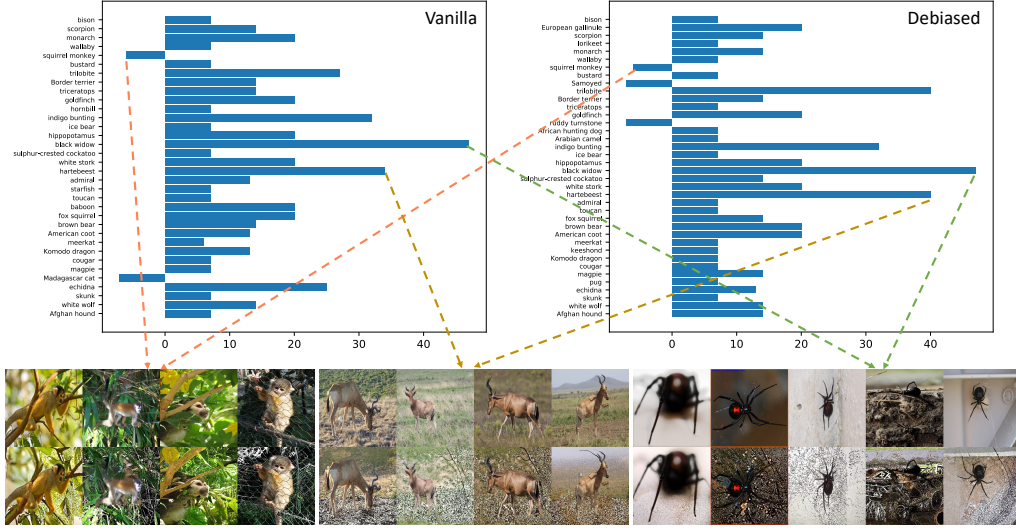 Vanilla
bison
scorpion
monarch
wallaby
squirrel monkey
bustard
trilobite
Border terrier
triceratops
goldfinch
hornbill
indigo bunting
ice bear
hippopotamus
black widow
sulphur-crested cockatoo
white stork
hartebeest
admiral
starfish
toucan
baboon
fox squirrel
brown bear
American coot
meerkat
Komodo dragon
cougar
magpie
Madagascar cat
echidna
skunk
white wolf
Afghan hound
0 10 20 30 40
Debiased
bison
European gallinule
scorpion
lorikeet
monarch
wallaby
squirrel monkey
bustard
Samoyed
trilobite
Border terrier
triceratops
goldfinch
ruddy turnstone
African hunting dog
Arabian camel
indigo bunting
ice bear
hippopotamus
black widow
sulphur-crested cockatoo
white stork
hartebeest
admiral
toucan
fox squirrel
brown bear
American coot
meerkat
keeshond
Komodo dragon
cougar
magpie
pug
echidna
skunk
white wolf
Afghan hound
0 10 20 30 40